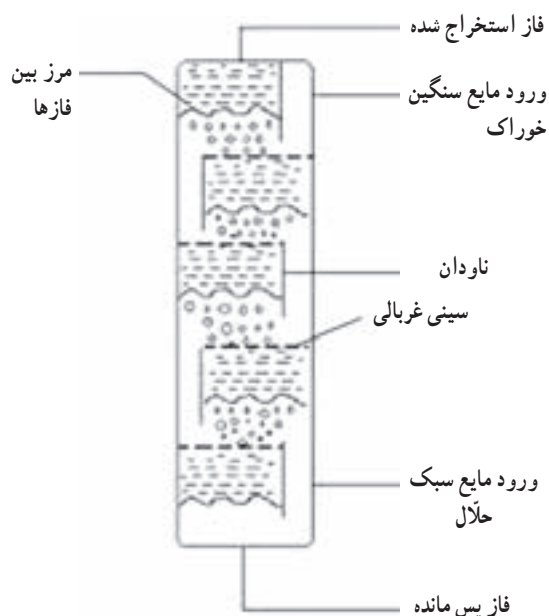 فاز استخراج شده
ورود مایع سنگین
خوراک
مرز بین
فازها
ناودان
سینی غربالی
ورود مایع سبک
حلّال
فاز پس مانده